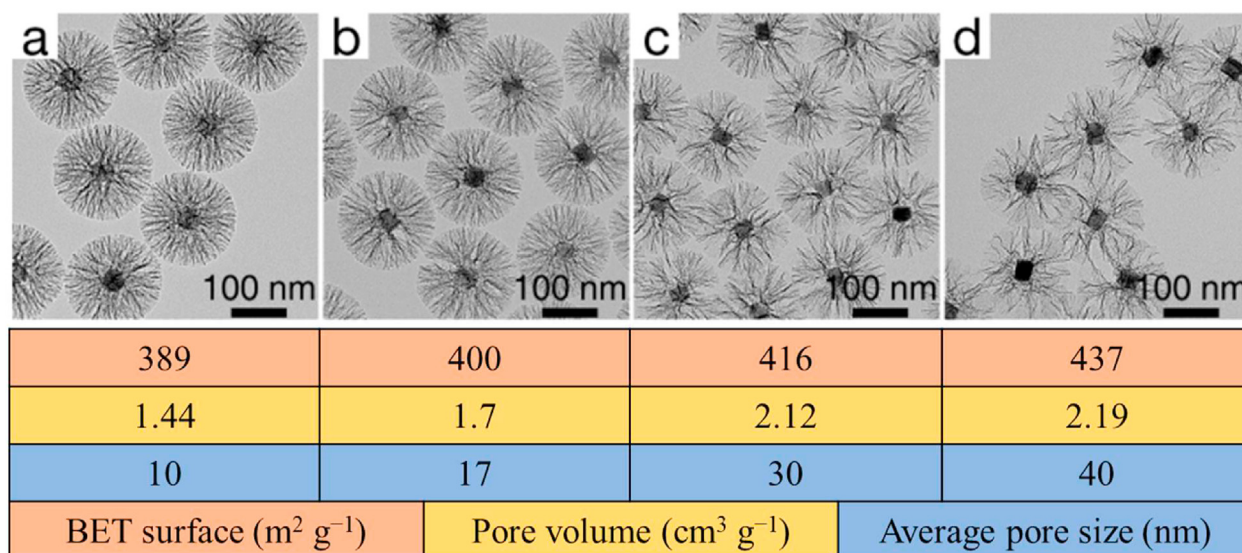 a b c d
100 nm 100 nm 100 nm 100 nm
389 400 416 437
1.44 1.7 2.12 2.19
10 17 30 40
BET surface (m² g⁻¹) Pore volume (cm³ g⁻¹) Average pore size (nm)